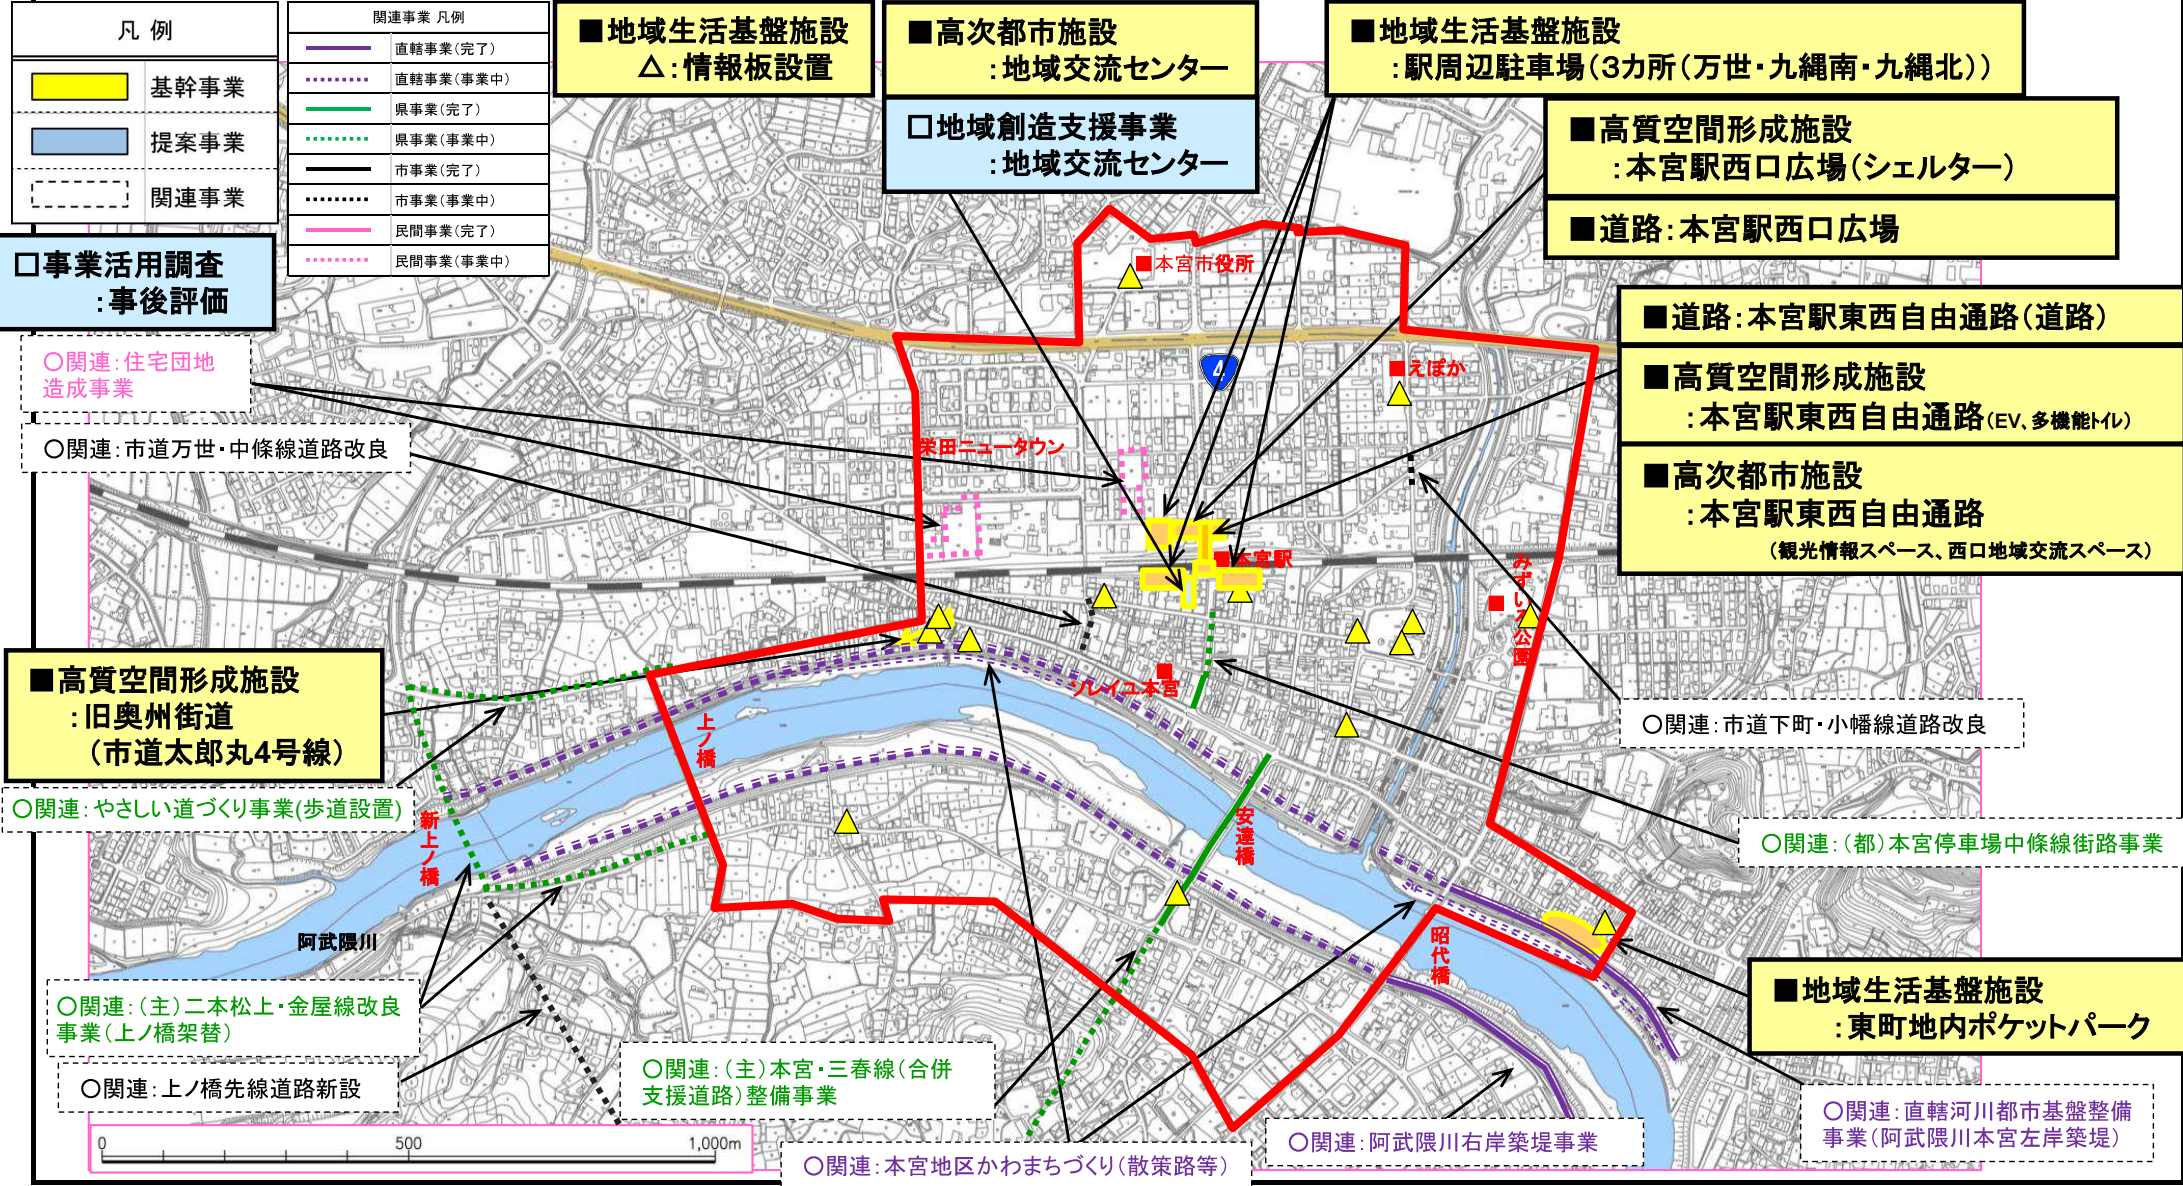 凡 例
基幹事業
提案事業
関連事業
関連事業 凡例
直轄事業(完了)
直轄事業(事業中)
県事業(完了)
県事業(事業中)
市事業(完了)
市事業(事業中)
民間事業(完了)
民間事業(事業中)
■地域生活基盤施設
△:情報板設置
■高次都市施設
:地域交流センター
□地域創造支援事業
:地域交流センター
■地域生活基盤施設
:駅周辺駐車場(3カ所(万世・九縄南・九縄北))
■高質空間形成施設
:本宮駅西口広場(シェルター)
■道路:本宮駅西口広場
□事業活用調査
:事後評価
■道路:本宮駅東西自由通路(道路)
■高質空間形成施設
:本宮駅東西自由通路(EV、多機能トイレ)
■高次都市施設
:本宮駅東西自由通路
(観光情報スペース、西口地域交流スペース)
○関連:住宅団地
造成事業
○関連:市道万世・中條線道路改良
■本宮市役所
4
■えぽか
栄田ニュータウン
■本宮駅
みずいろ公園
■ソレイユ本宮
上ノ橋
新上ノ橋
安達橋
昭代橋
阿武隈川
■高質空間形成施設
:旧奥州街道
(市道太郎丸4号線)
○関連:やさしい道づくり事業(歩道設置)
○関連:市道下町・小幡線道路改良
○関連:(都)本宮停車場中條線街路事業
■地域生活基盤施設
:東町地内ポケットパーク
○関連:(主)二本松上・金屋線改良
事業(上ノ橋架替)
○関連:上ノ橋先線道路新設
○関連:(主)本宮・三春線(合併
支援道路)整備事業
○関連:本宮地区かわまちづくり(散策路等)
○関連:阿武隈川右岸築堤事業
○関連:直轄河川都市基盤整備
事業(阿武隈川本宮左岸築堤)
0 500 1,000m